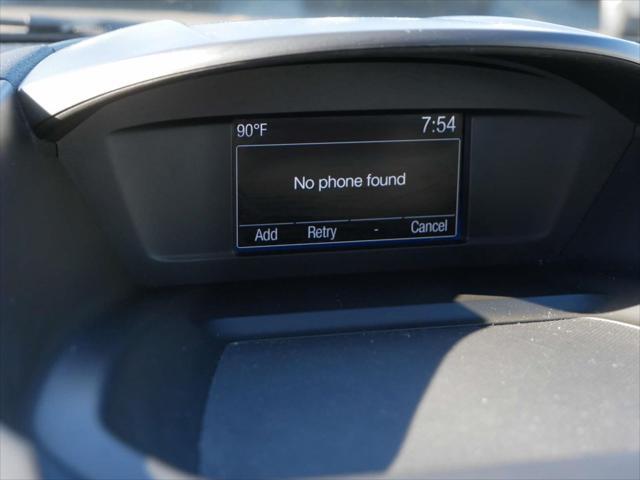 90°F 7:54
No phone found
Add Retry - Cancel